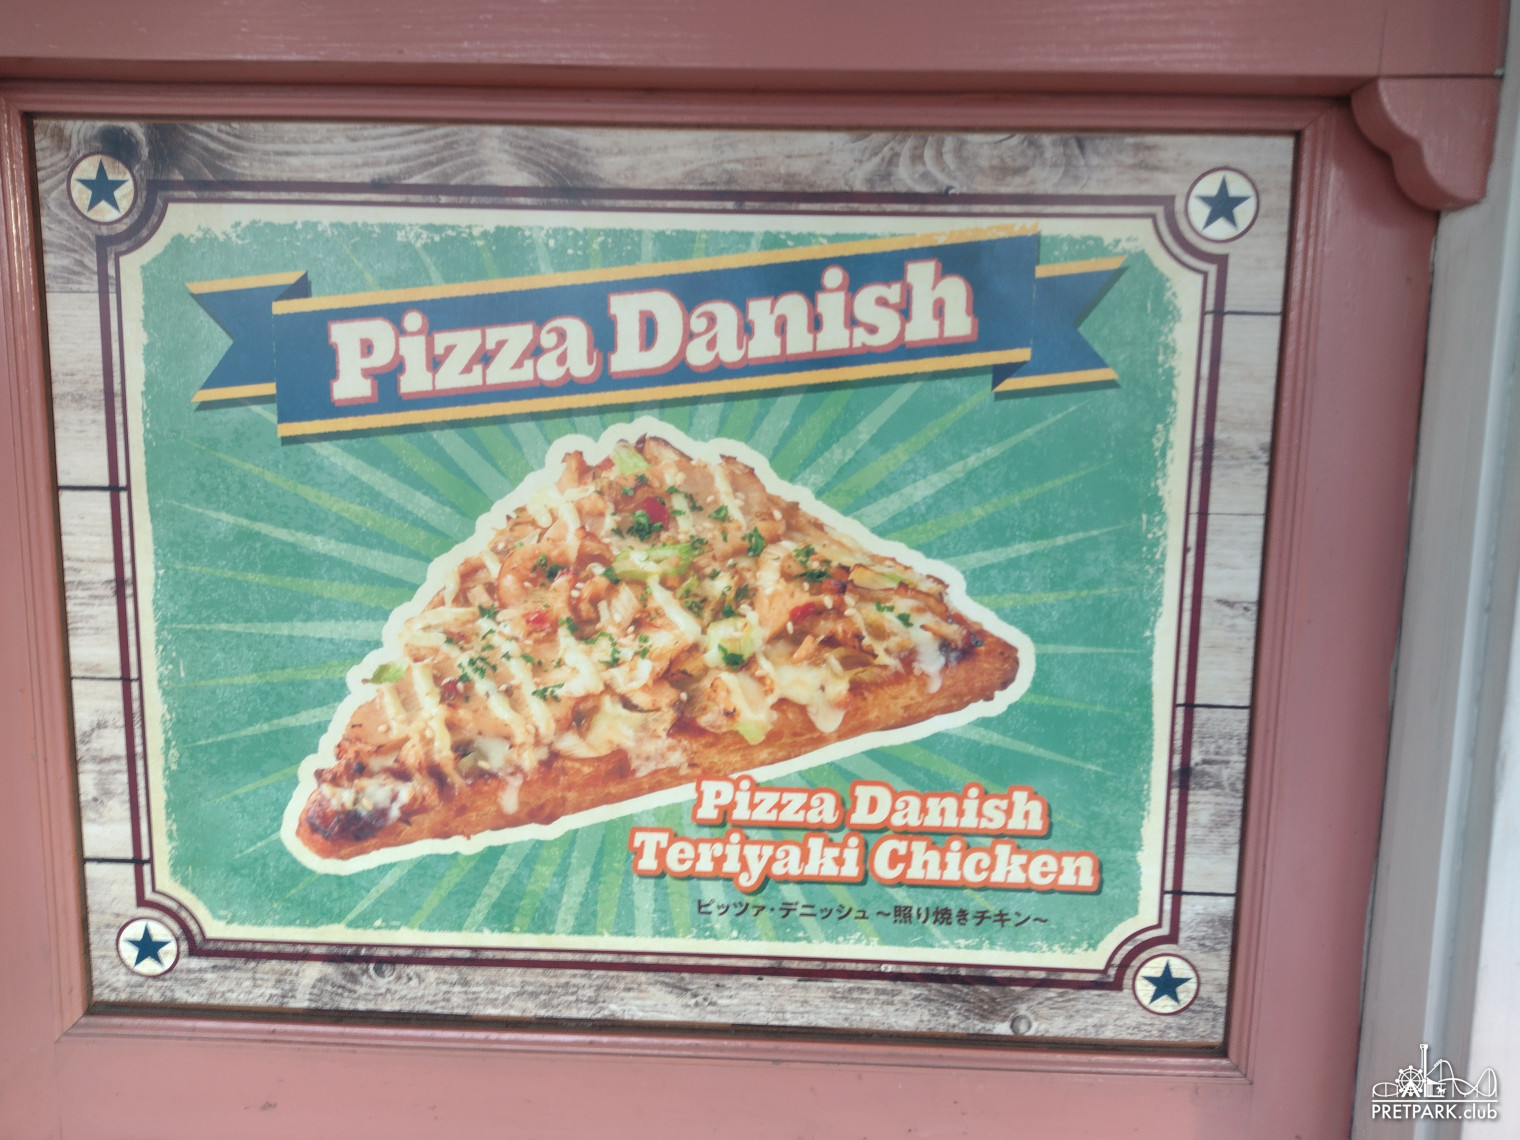 Pizza Danish
Pizza Danish
Teriyaki Chicken
ピッツァ・デニッシュ～照り焼きチキン～
PRETPARK.club